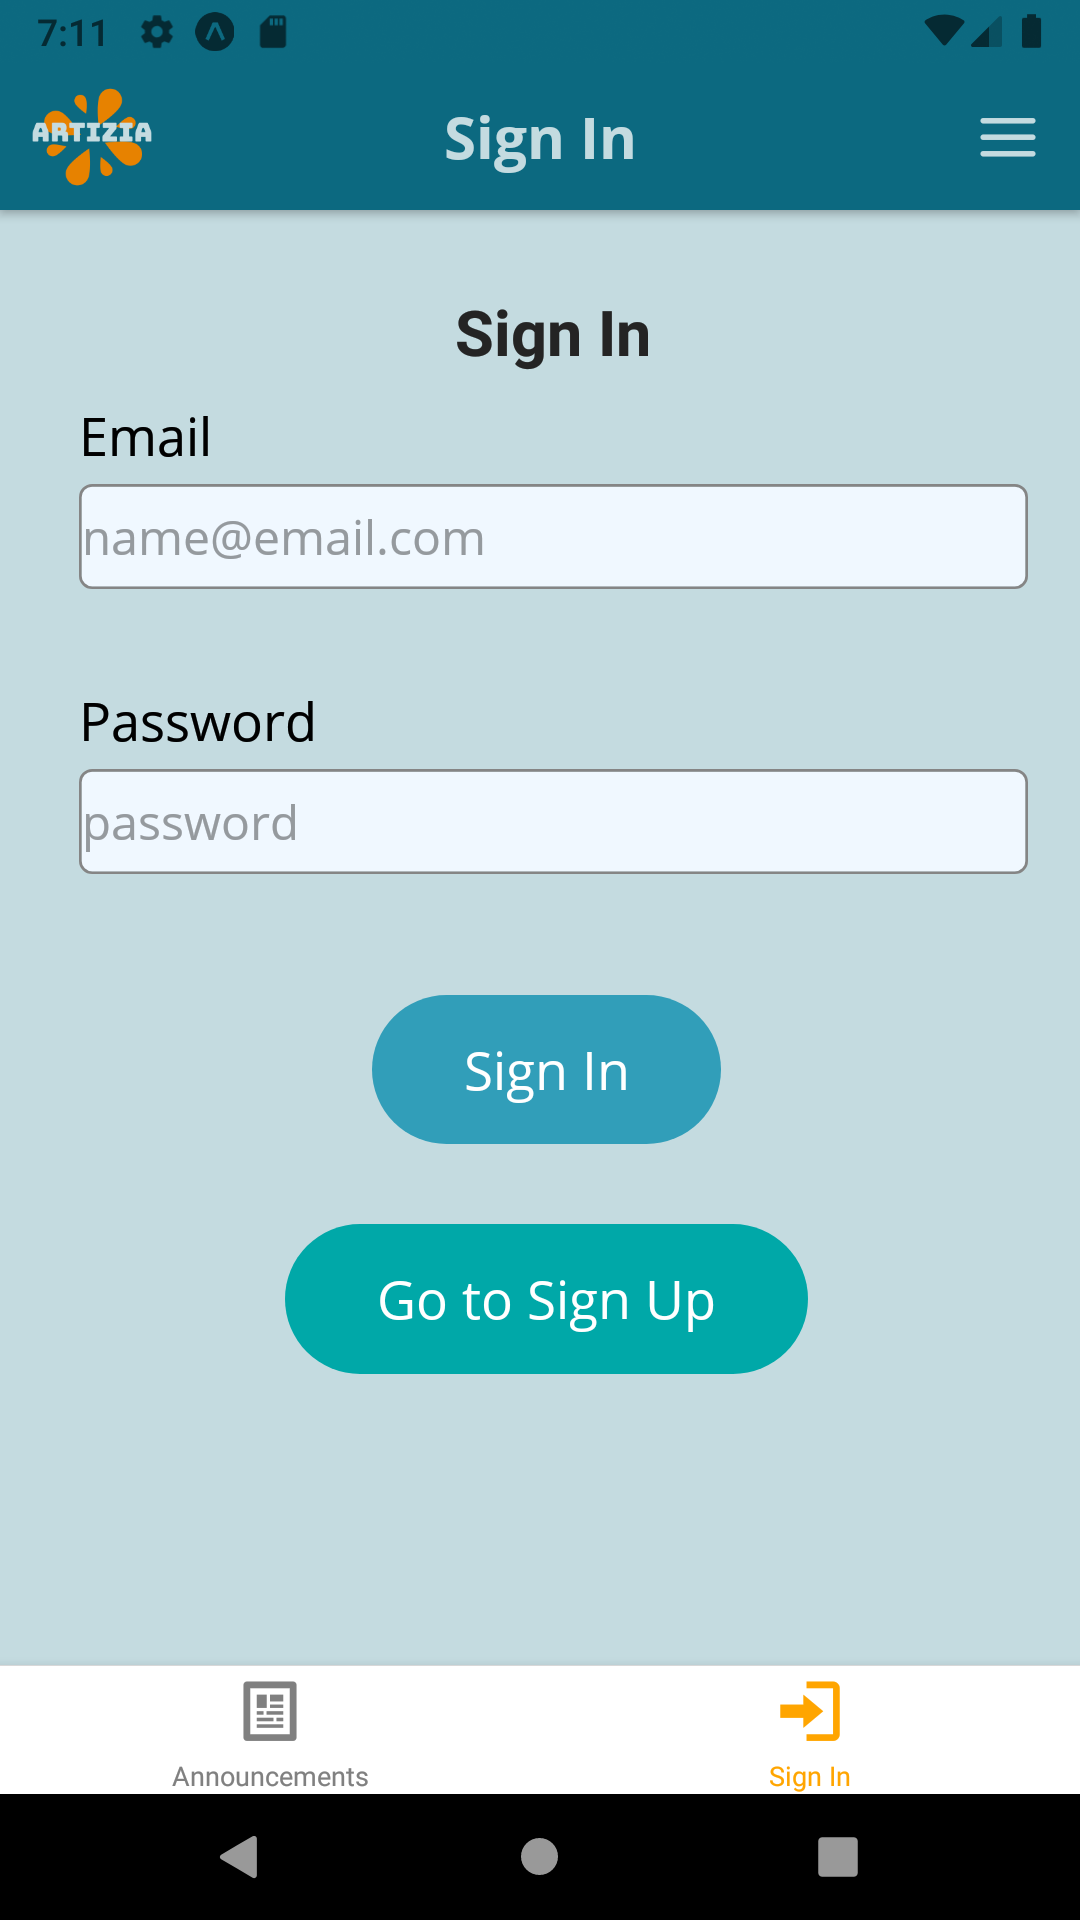 7:11
ARTIZIA
Sign In
Sign In
Email
name@email.com
Password
password
Sign In
Go to Sign Up
Announcements
Sign In